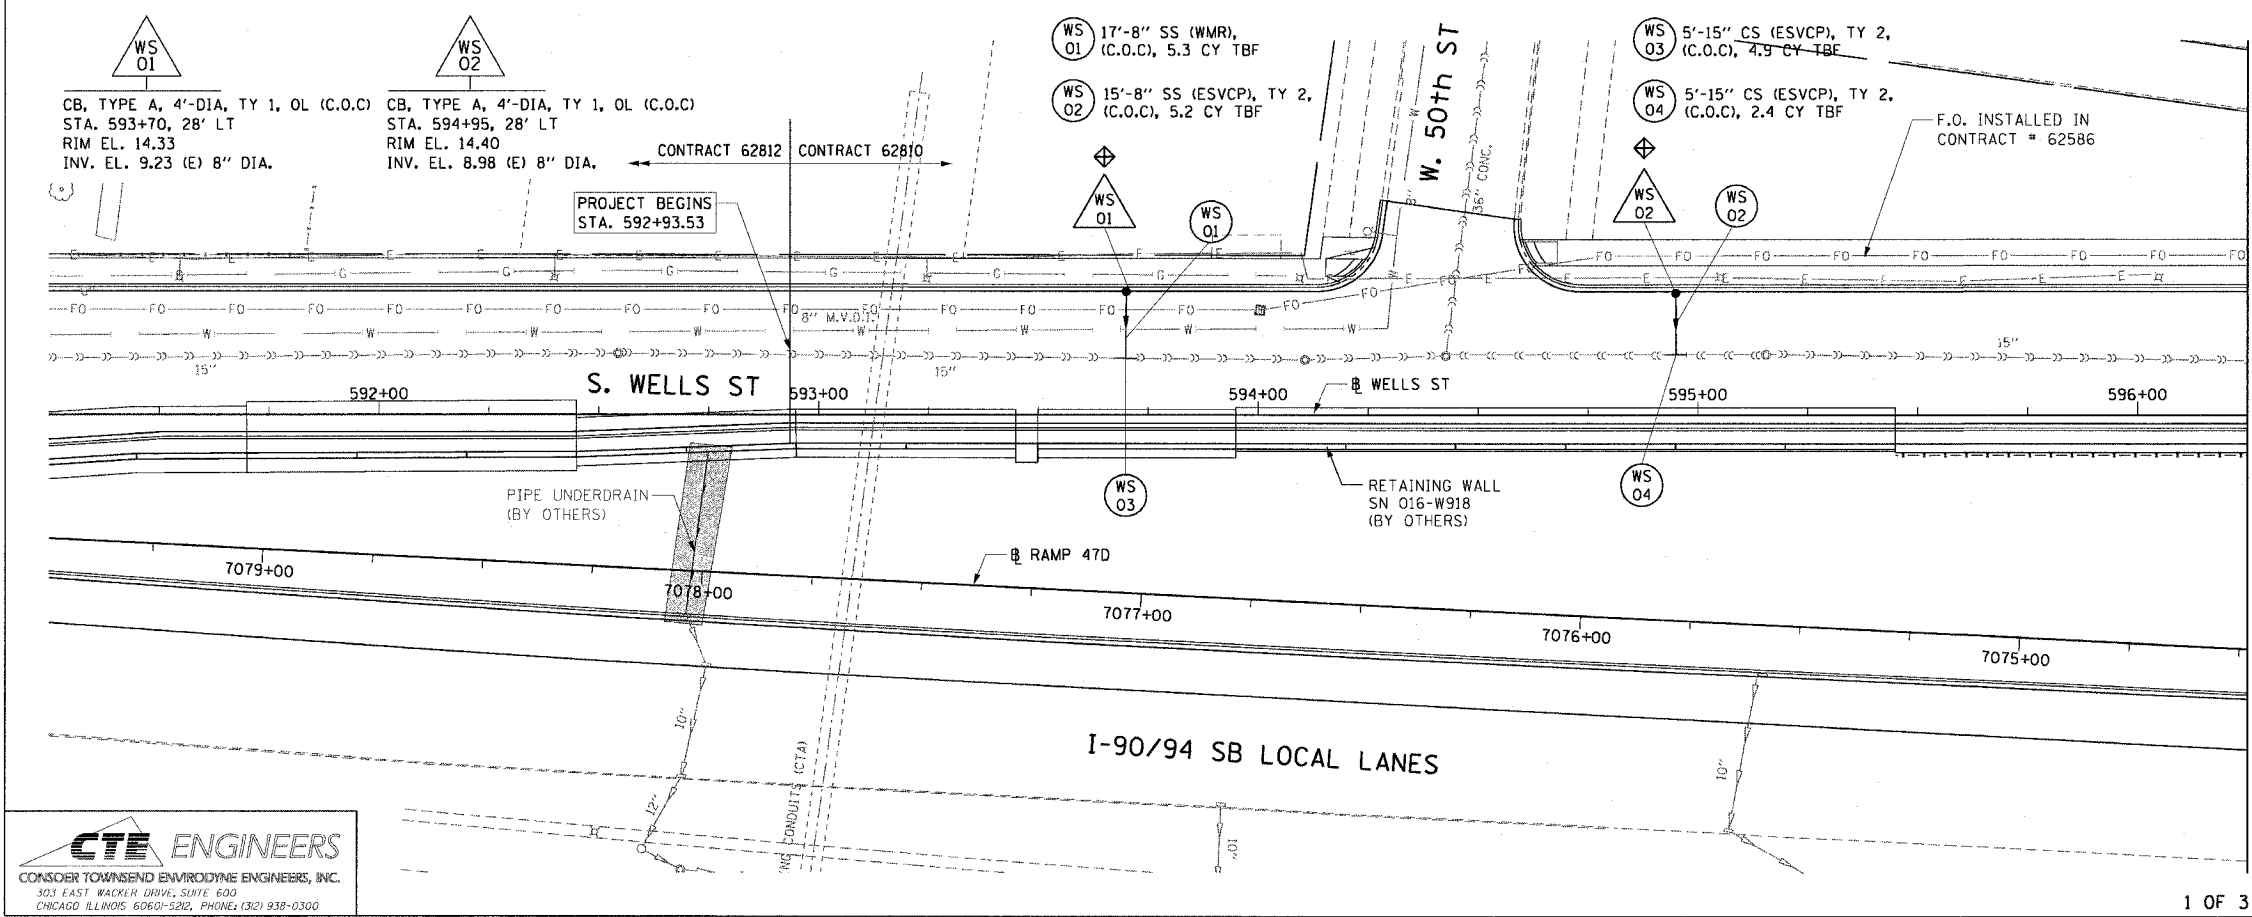 WS
01
CB, TYPE A, 4'-DIA, TY 1, OL (C.O.C)
STA. 593+70, 28' LT
RIM EL. 14.33
INV. EL. 9.23 (E) 8" DIA.
WS
02
CB, TYPE A, 4'-DIA, TY 1, OL (C.O.C)
STA. 594+95, 28' LT
RIM EL. 14.40
INV. EL. 8.98 (E) 8" DIA.
WS
01
17'-8" SS (WMR),
(C.O.C), 5.3 CY TBF
WS
02
15'-8" SS (ESVCP), TY 2,
(C.O.C), 5.2 CY TBF
WS
03
5'-15" CS (ESVCP), TY 2,
(C.O.C), 4.9 CY TBF
WS
04
5'-15" CS (ESVCP), TY 2,
(C.O.C), 2.4 CY TBF
W. 50th ST
36" CONC.
8"
F.O. INSTALLED IN
CONTRACT # 62586
CONTRACT 62812
CONTRACT 62810
PROJECT BEGINS
STA. 592+93.53
WS
01
WS
01
WS
02
WS
02
8" M.V.D.I.
15"
15"
15"
S. WELLS ST
592+00
593+00
594+00
595+00
596+00
℄ WELLS ST
PIPE UNDERDRAIN
(BY OTHERS)
WS
03
RETAINING WALL
SN 016-W918
(BY OTHERS)
WS
04
℄ RAMP 47D
7079+00
7078+00
7077+00
7076+00
7075+00
10"
12"
CONDUITS (CTA)
I-90/94 SB LOCAL LANES
10"
10"
CTE ENGINEERS
CONSOER TOWNSEND ENVIRODYNE ENGINEERS, INC.
303 EAST WACKER DRIVE, SUITE 600
CHICAGO ILLINOIS 60601-5212, PHONE: (312) 938-0300
1 OF 3